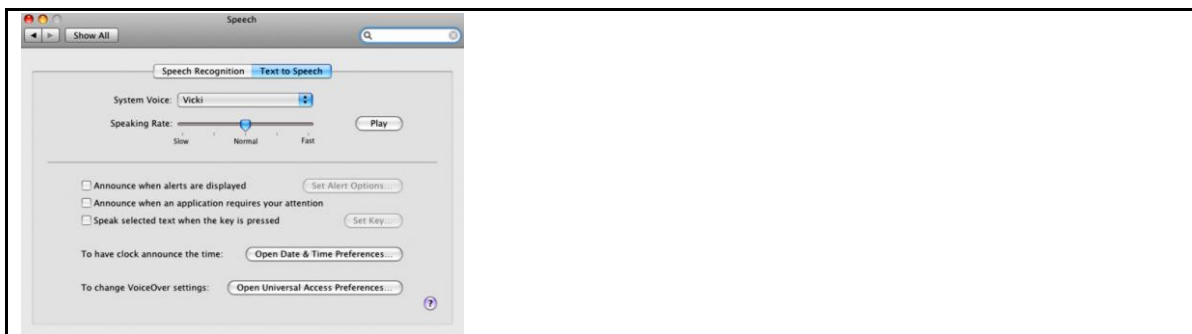 Speech
Show All
Speech Recognition Text to Speech
System Voice: Vicki
Speaking Rate: Play
Slow Normal Fast
Announce when alerts are displayed Set Alert Options...
Announce when an application requires your attention
Speak selected text when the key is pressed Set Key...
To have clock announce the time: Open Date & Time Preferences...
To change VoiceOver settings: Open Universal Access Preferences...
?